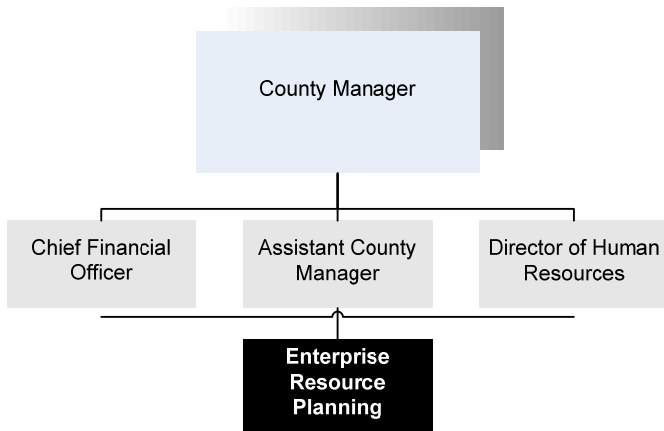 County Manager
Chief Financial
Officer
Assistant County
Manager
Director of Human
Resources
Enterprise
Resource
Planning